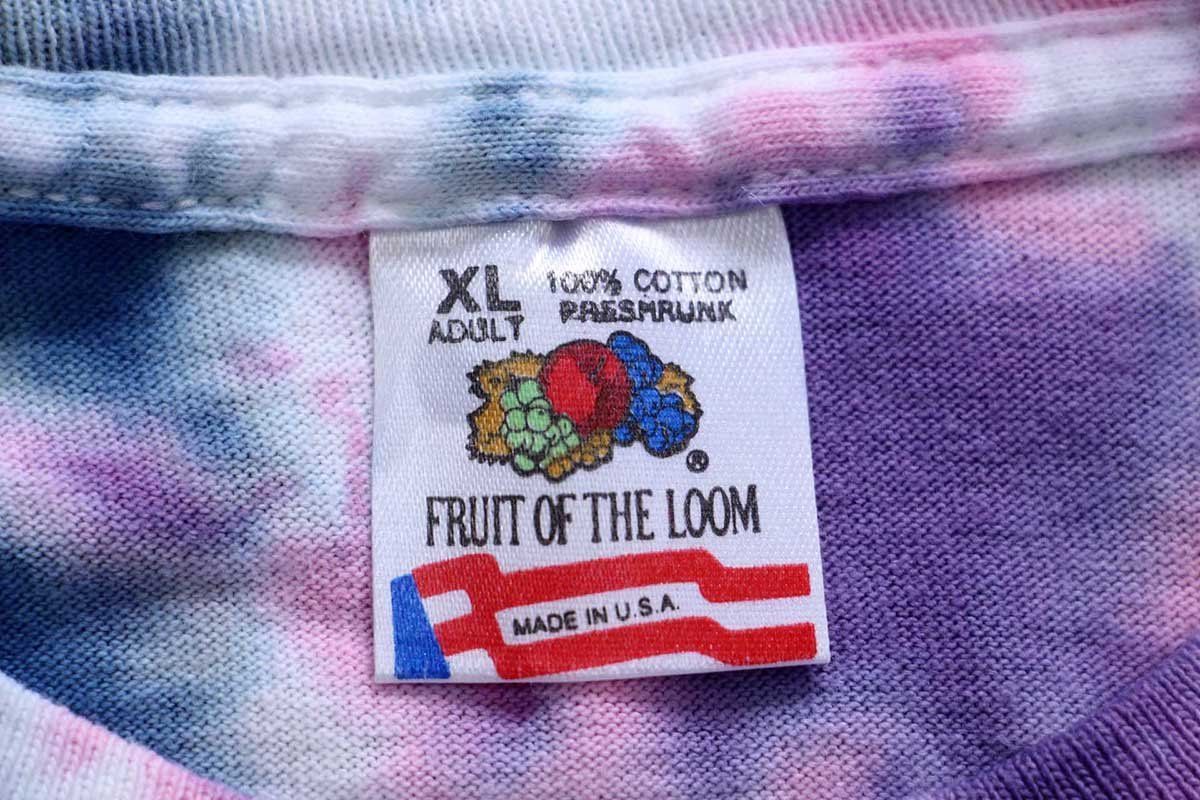 XL 100% COTTON
ADULT PRESHRUNK
®
FRUIT OF THE LOOM
MADE IN U.S.A.